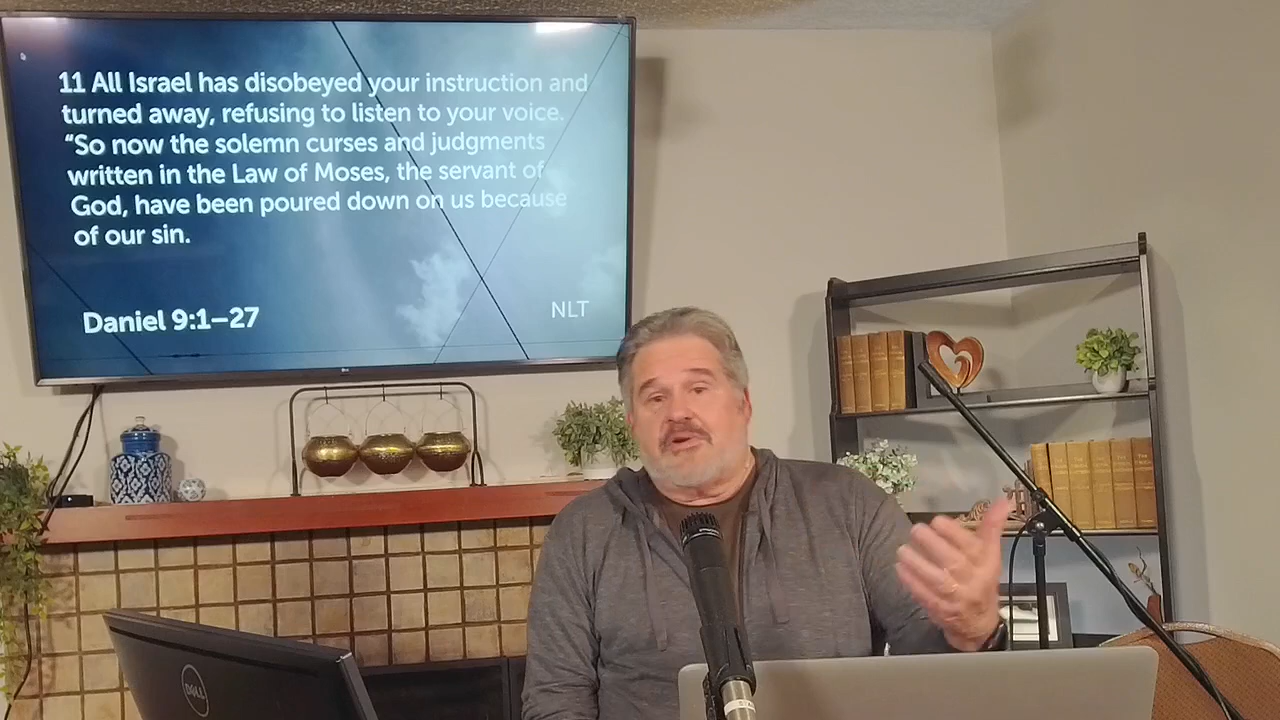 11 All Israel has disobeyed your instruction and
turned away, refusing to listen to your voice.
“So now the solemn curses and judgments
written in the Law of Moses, the servant of
God, have been poured down on us because
of our sin.
Daniel 9:1–27
NLT
DELL